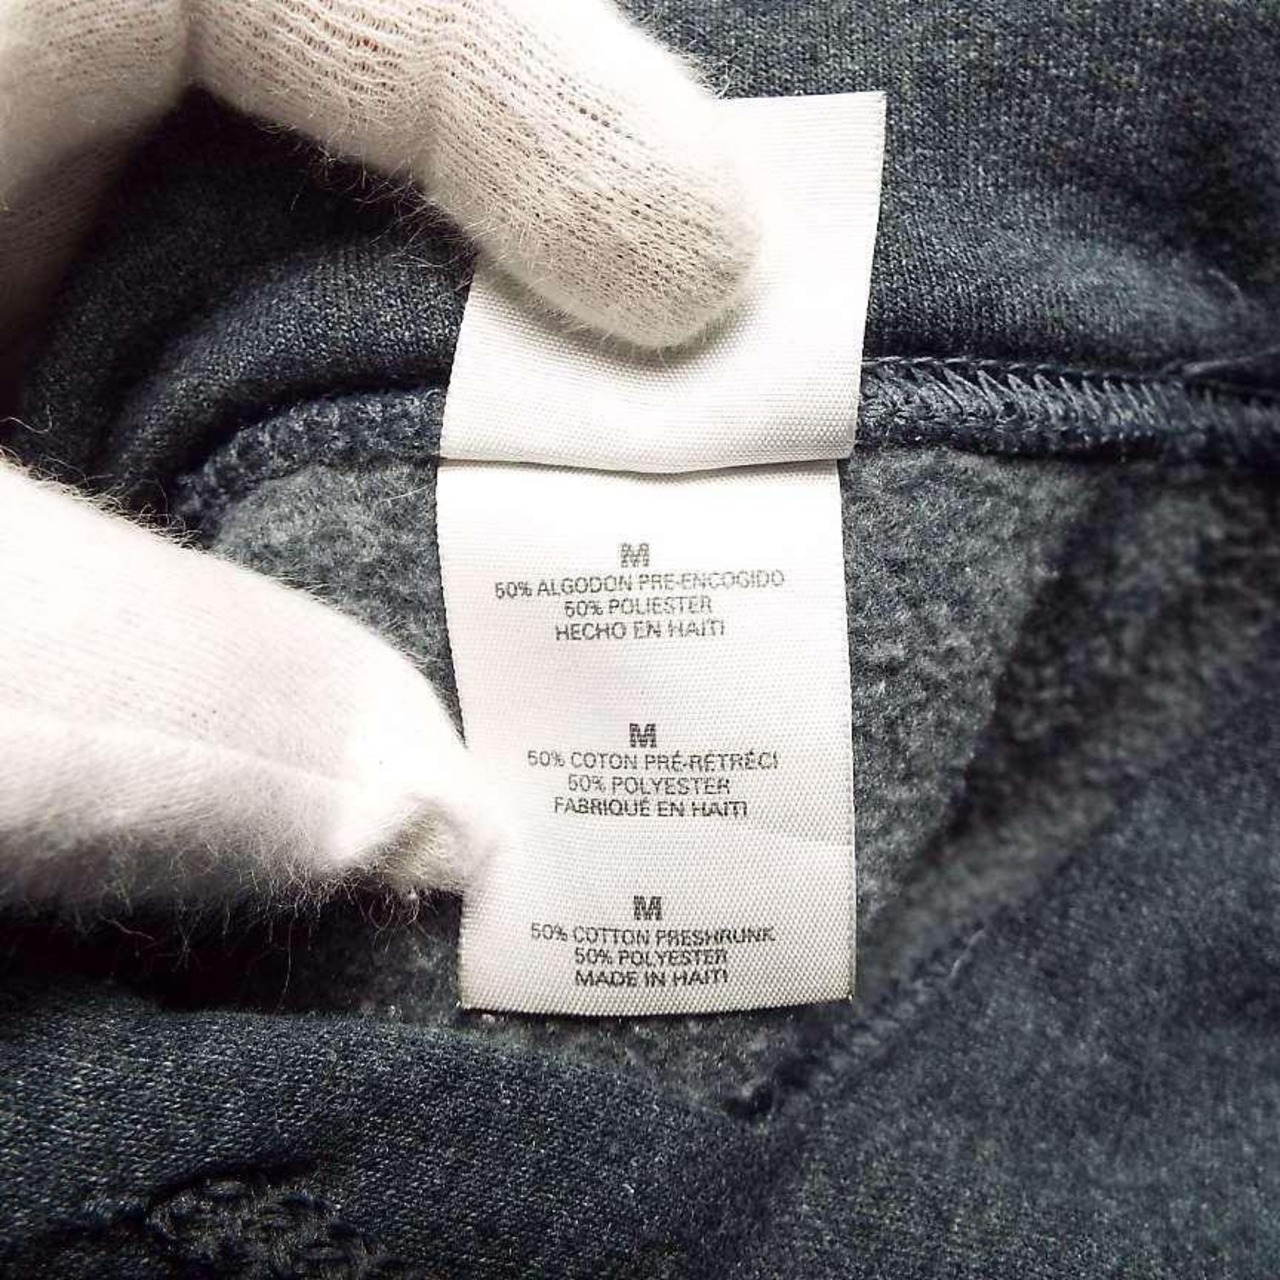 M
50% ALGODON PRE-ENCOGIDO
50% POLIESTER
HECHO EN HAITI
M
50% COTON PRÉ-RÉTRÉCI
50% POLYESTER
FABRIQUÉ EN HAITI
M
50% COTTON PRESHRUNK
50% POLYESTER
MADE IN HAITI